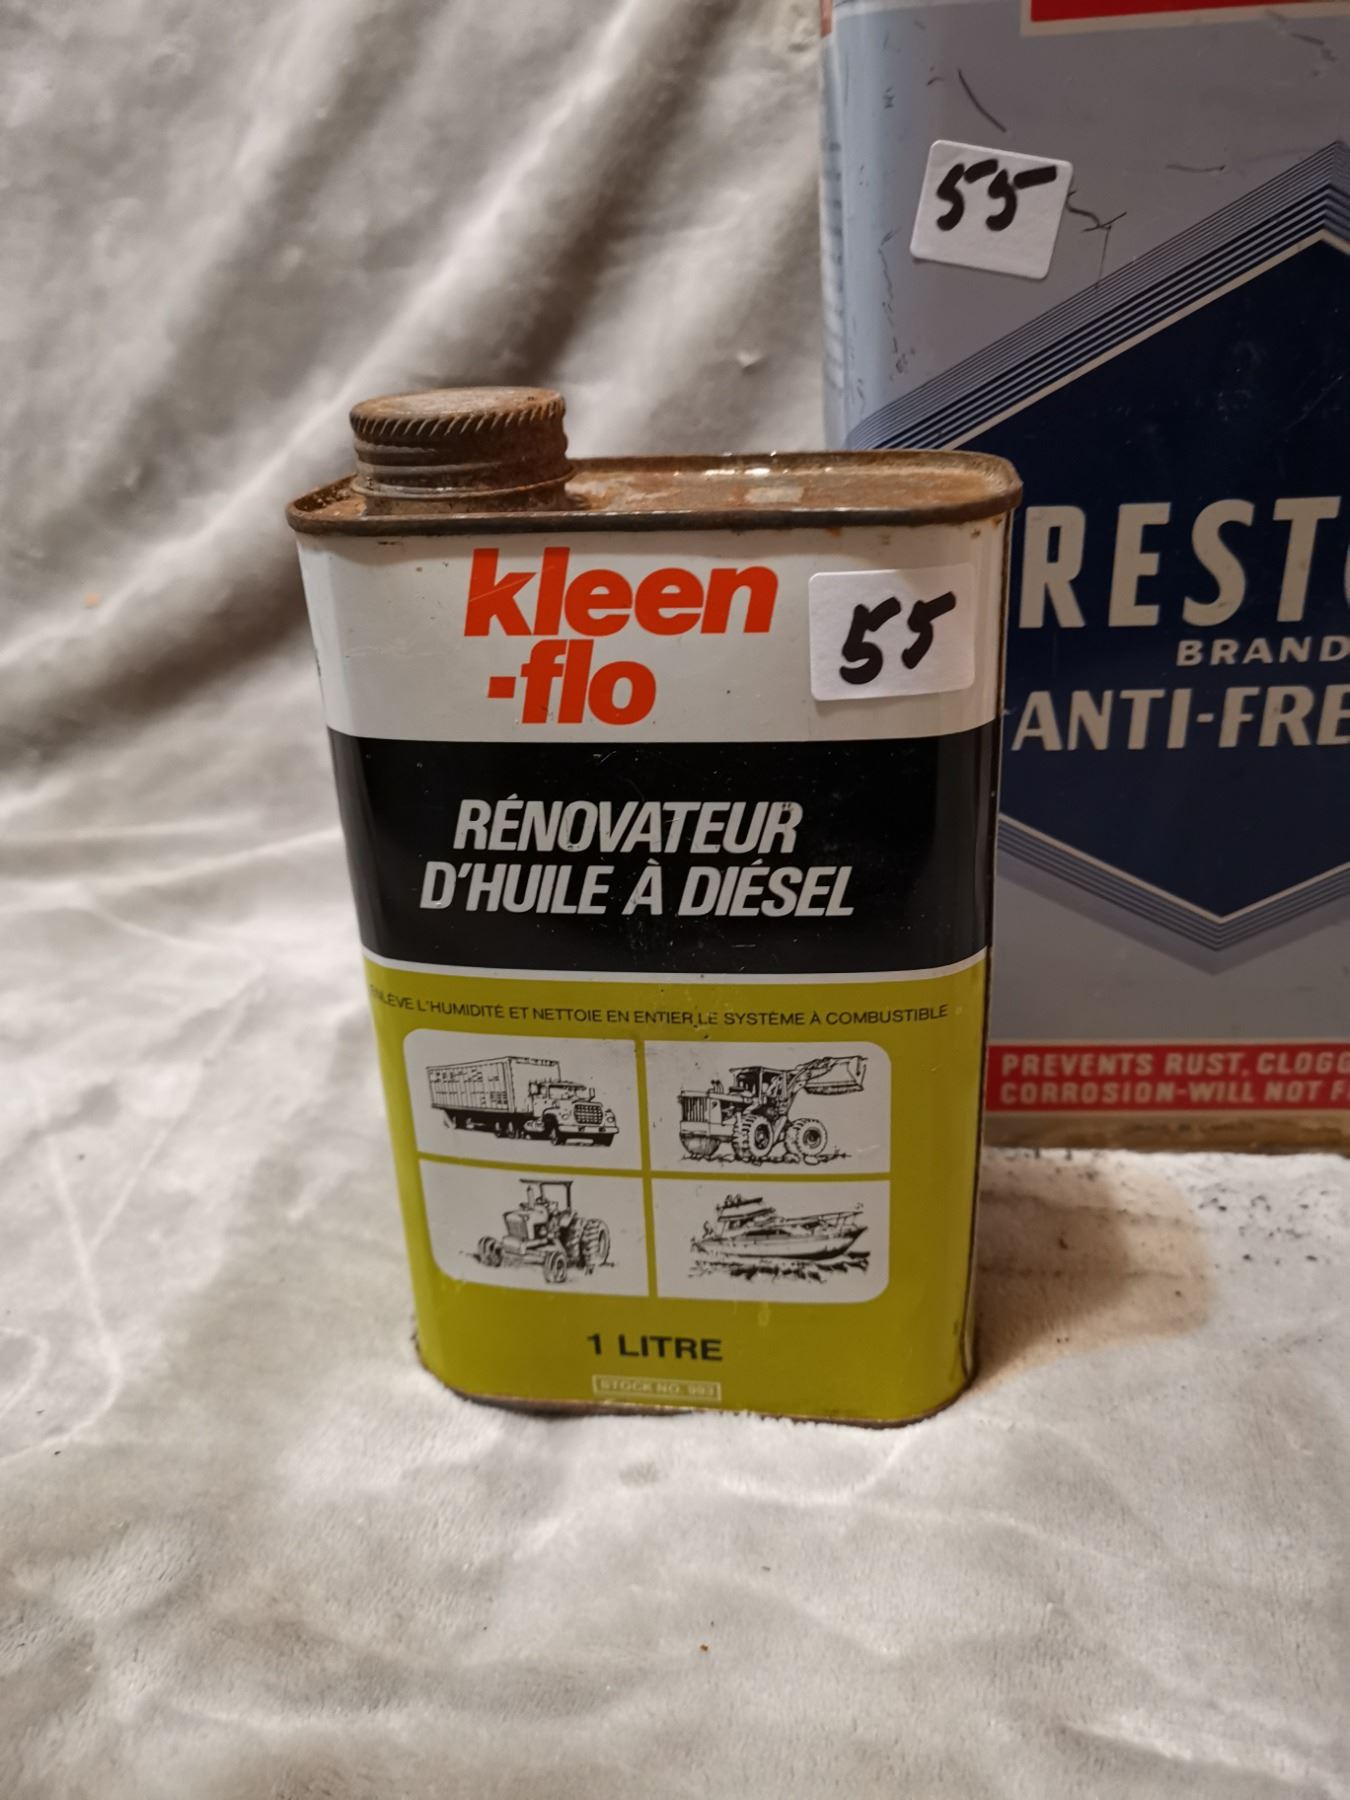 kleen
-flo
55
RÉNOVATEUR
D'HUILE À DIÉSEL
ENLÈVE L'HUMIDITÉ ET NETTOIE EN ENTIER LE SYSTÈME À COMBUSTIBLE
1 LITRE
STOCK NO. 993
55
REST
BRAND
ANTI-FRE
PREVENTS RUST, CLOGG
CORROSION-WILL NOT F